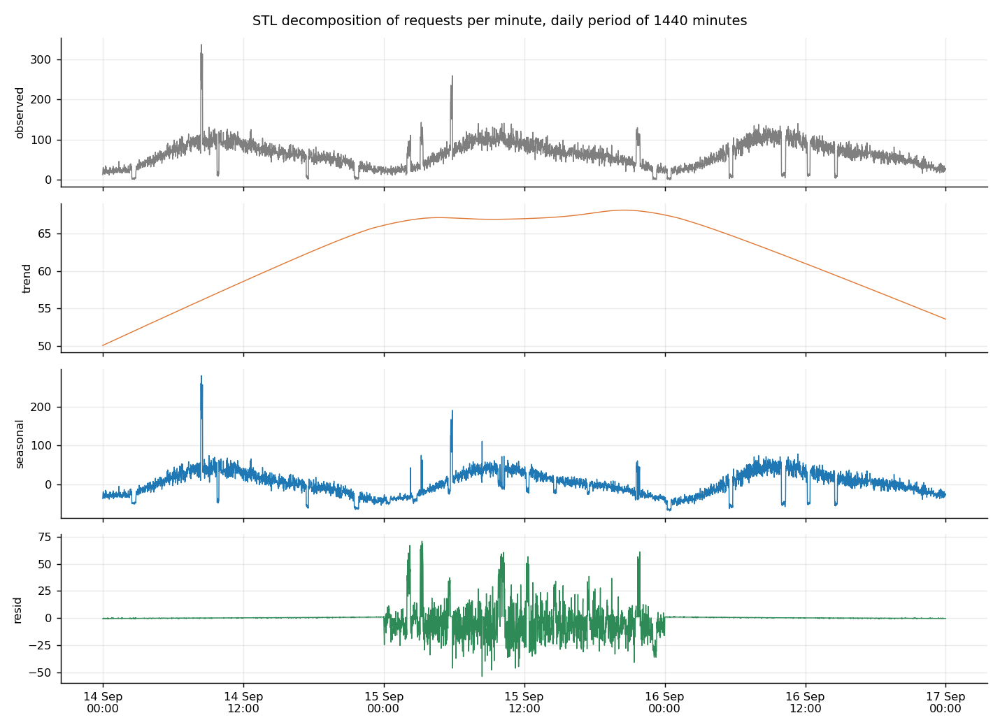 STL decomposition of requests per minute, daily period of 1440 minutes
observed
300
200
100
0
trend
65
60
55
50
seasonal
200
100
0
resid
75
50
25
0
−25
−50
14 Sep
00:00
14 Sep
12:00
15 Sep
00:00
15 Sep
12:00
16 Sep
00:00
16 Sep
12:00
17 Sep
00:00